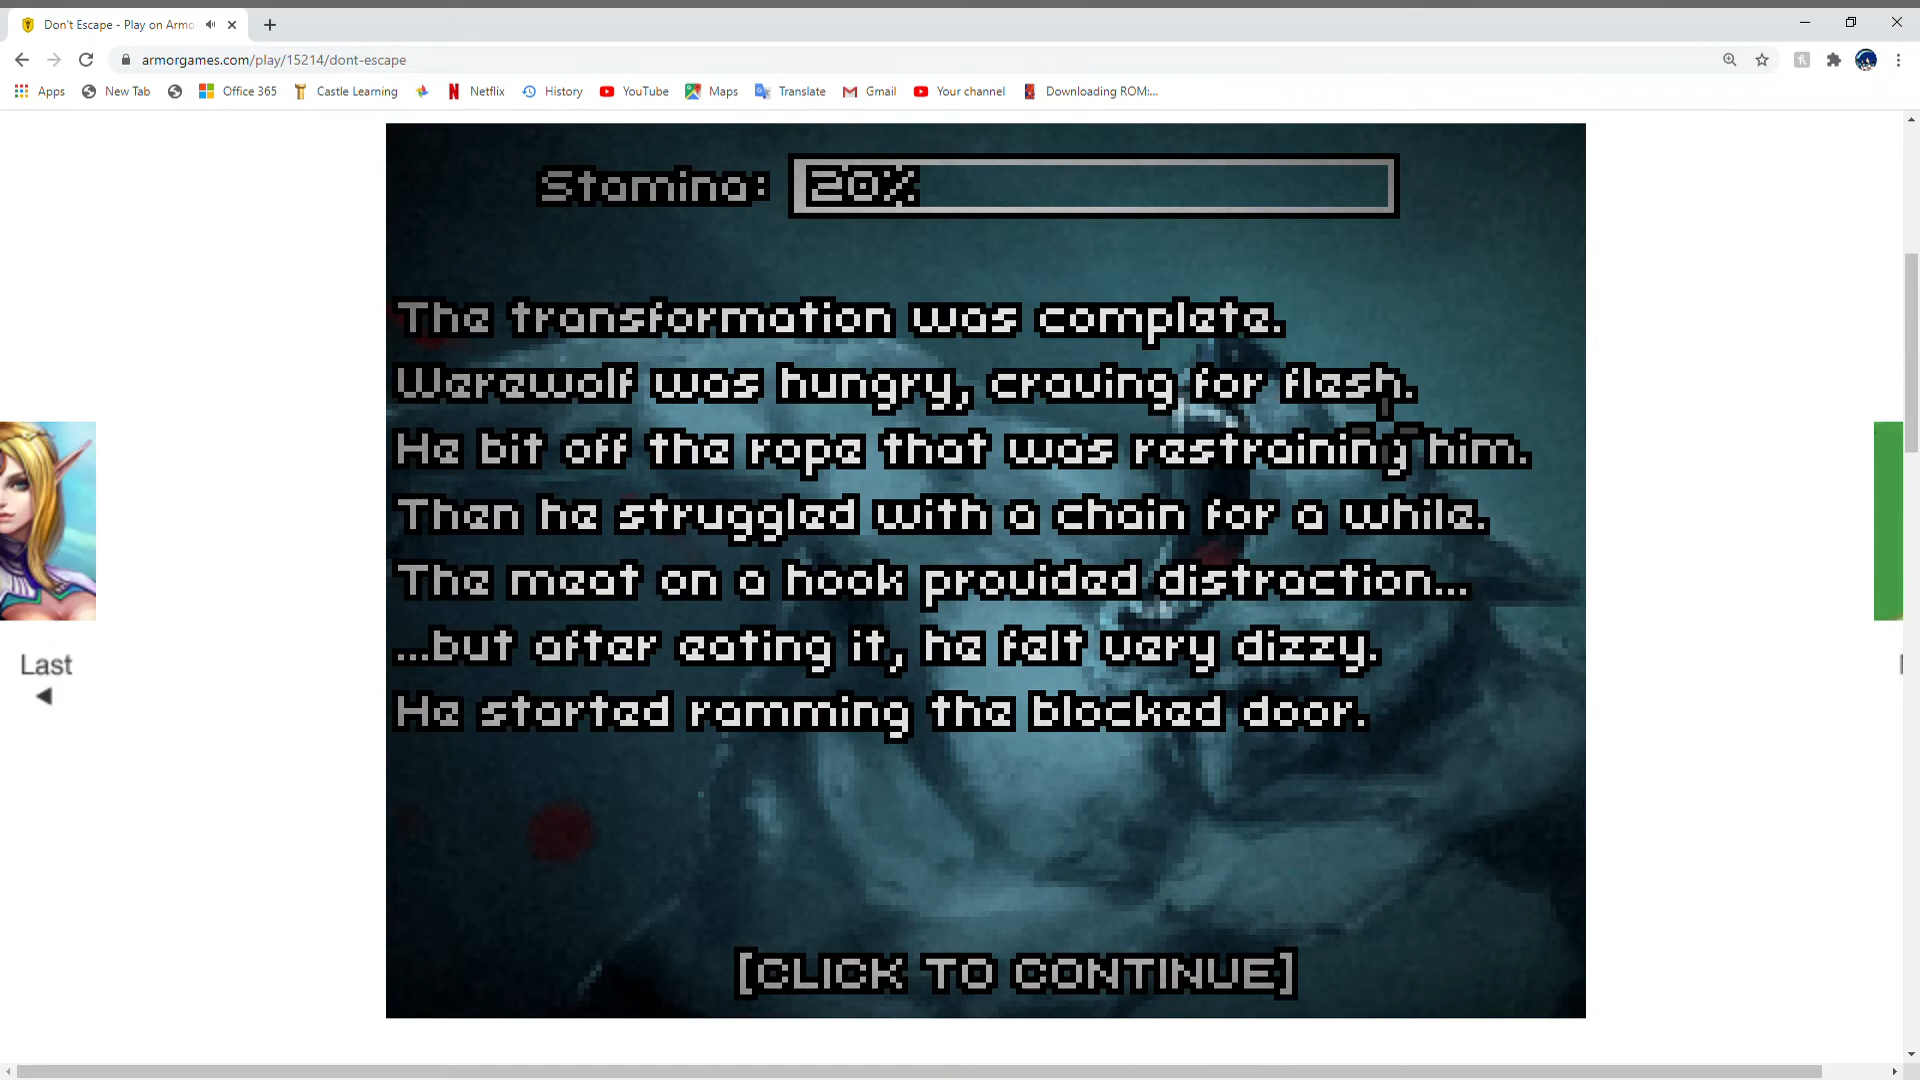 Don't Escape - Play on Armo
armorgames.com/play/15214/dont-escape
Apps New Tab Office 365 Castle Learning Netflix History YouTube Maps Translate Gmail Your channel Downloading ROM:...
Stamina: 20%
The transformation was complete.
Werewolf was hungry, craving for flesh.
He bit off the rope that was restraining him.
Then he struggled with a chain for a while.
The meat on a hook provided distraction...
...but after eating it, he felt very dizzy.
He started ramming the blocked door.
Last
[CLICK TO CONTINUE]